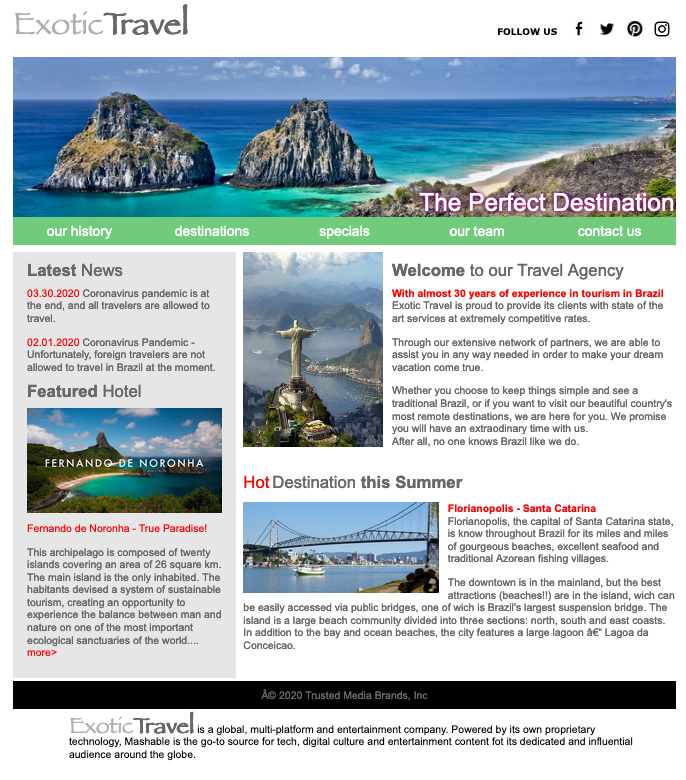 ExoticTravel
FOLLOW US
The Perfect Destination
our history destinations specials our team contact us
Latest News
03.30.2020 Coronavirus pandemic is at
the end, and all travelers are allowed to
travel.
02.01.2020 Coronavirus Pandemic -
Unfortunately, foreign travelers are not
allowed to travel in Brazil at the moment.
Featured Hotel
FERNANDO DE NORONHA
Fernando de Noronha - True Paradise!
This archipelago is composed of twenty
islands covering an area of 26 square km.
The main island is the only inhabited. The
habitants devised a system of sustainable
tourism, creating an opportunity to
experience the balance between man and
nature on one of the most important
ecological sanctuaries of the world....
more>
Welcome to our Travel Agency
With almost 30 years of experience in tourism in Brazil
Exotic Travel is proud to provide its clients with state of the
art services at extremely competitive rates.
Through our extensive network of partners, we are able to
assist you in any way needed in order to make your dream
vacation come true.
Whether you choose to keep things simple and see a
traditional Brazil, or if you want to visit our beautiful country's
most remote destinations, we are here for you. We promise
you will have an extraodinary time with us.
After all, no one knows Brazil like we do.
Hot Destination this Summer
Florianopolis - Santa Catarina
Florianopolis, the capital of Santa Catarina state,
is know throughout Brazil for its miles and miles
of gourgeous beaches, excellent seafood and
traditional Azorean fishing villages.
The downtown is in the mainland, but the best
attractions (beaches!!) are in the island, wich can
be easily accessed via public bridges, one of wich is Brazil's largest suspension bridge. The
island is a large beach community divided into three sections: north, south and east coasts.
In addition to the bay and ocean beaches, the city features a large lagoon â€“ Lagoa da
Conceicao.
Â© 2020 Trusted Media Brands, Inc
ExoticTravel is a global, multi-platform and entertainment company. Powered by its own proprietary
technology, Mashable is the go-to source for tech, digital culture and entertainment content fot its dedicated and influential
audience around the globe.